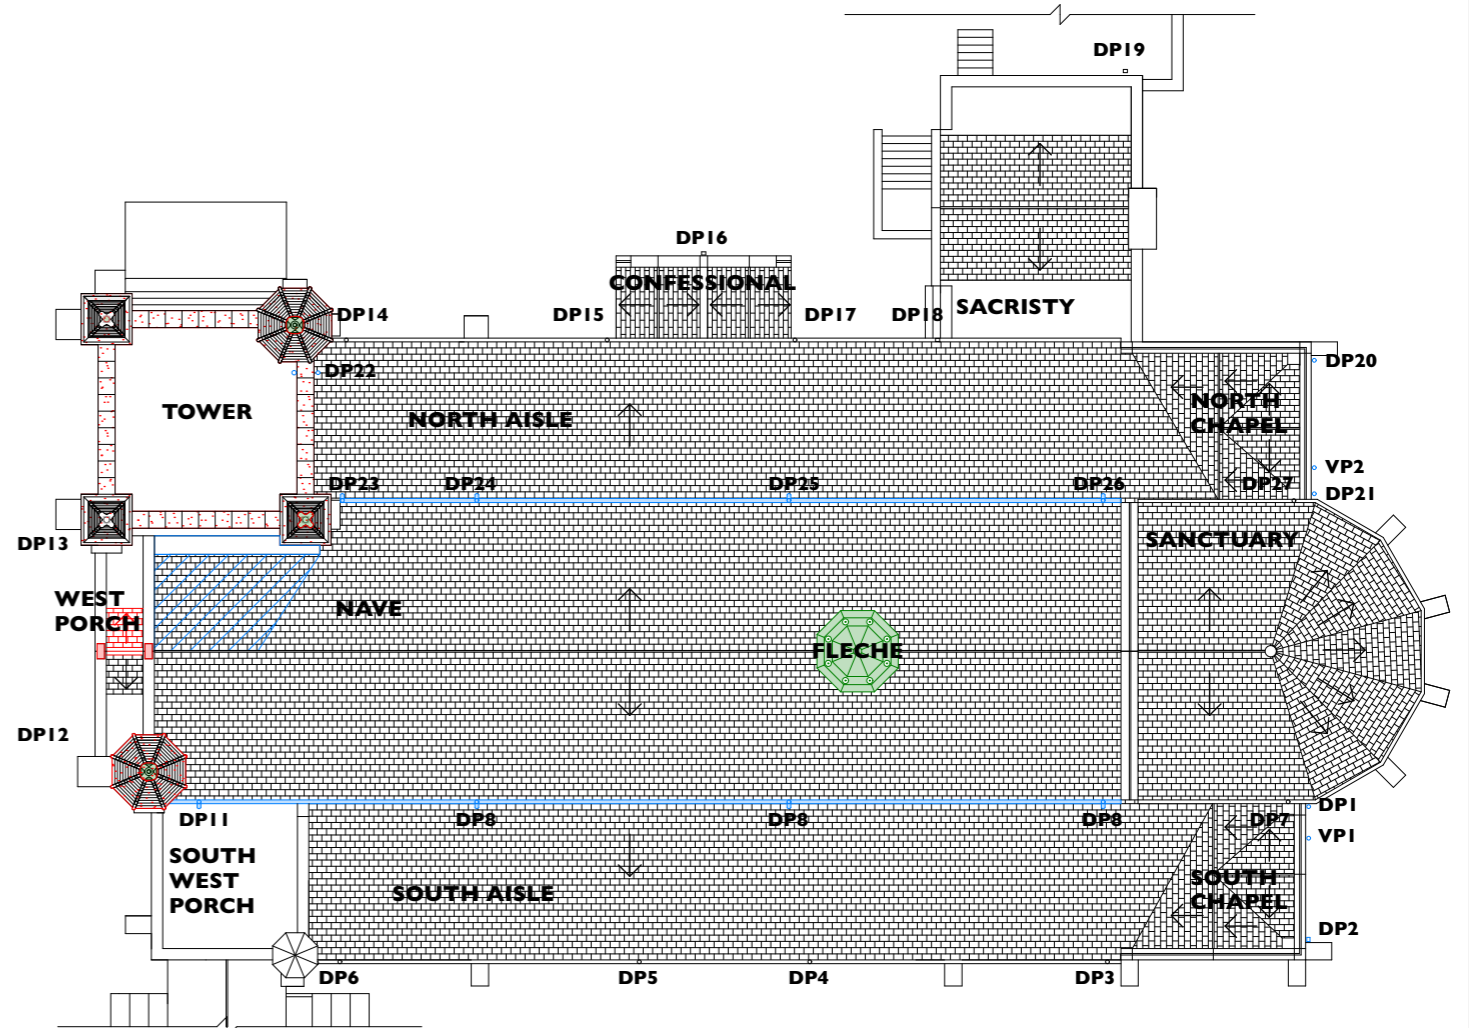 DP19
DP16
CONFESSIONAL
DP14
DP15
DP17
DP18
SACRISTY
DP22
DP20
TOWER
NORTH AISLE
NORTH
CHAPEL
VP2
DP23
DP24
DP25
DP26
DP27
DP21
DP13
SANCTUARY
WEST
PORCH
NAVE
FLECHE
DP12
DP11
DP8
DP8
DP8
DP7
DP1
VP1
SOUTH
WEST
PORCH
SOUTH AISLE
SOUTH
CHAPEL
DP2
DP6
DP5
DP4
DP3